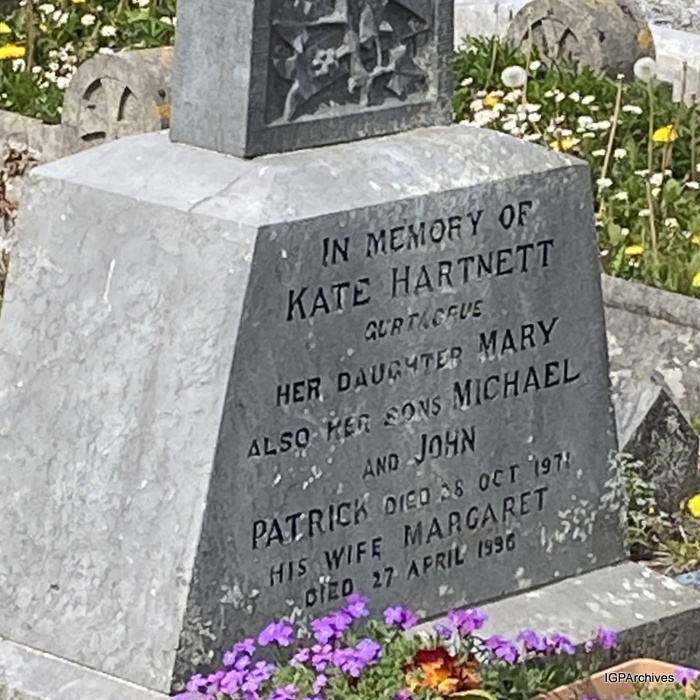 IN MEMORY OF
KATE HARTNETT
HER DAUGHTER MARY
ALSO HER SONS MICHAEL
AND JOHN
PATRICK DIED 28 OCT 1971
HIS WIFE MARGARET
DIED 27 APRIL 1996
IGPArchives